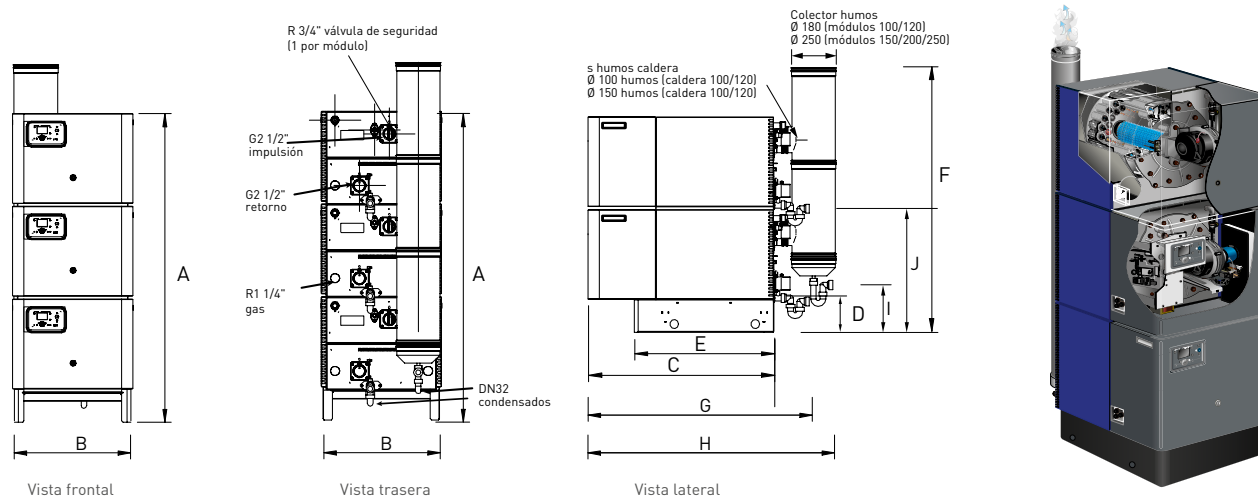 R 3/4" válvula de seguridad
(1 por módulo)
G2 1/2"
impulsión
G2 1/2"
retorno
R1 1/4"
gas
DN32
condensados
A
B
Vista frontal
A
B
Vista trasera
Colector humos
Ø 180 (módulos 100/120)
Ø 250 (módulos 150/200/250)
s humos caldera
Ø 100 humos (caldera 100/120)
Ø 150 humos (caldera 100/120)
F
J
D
I
E
C
G
H
Vista lateral